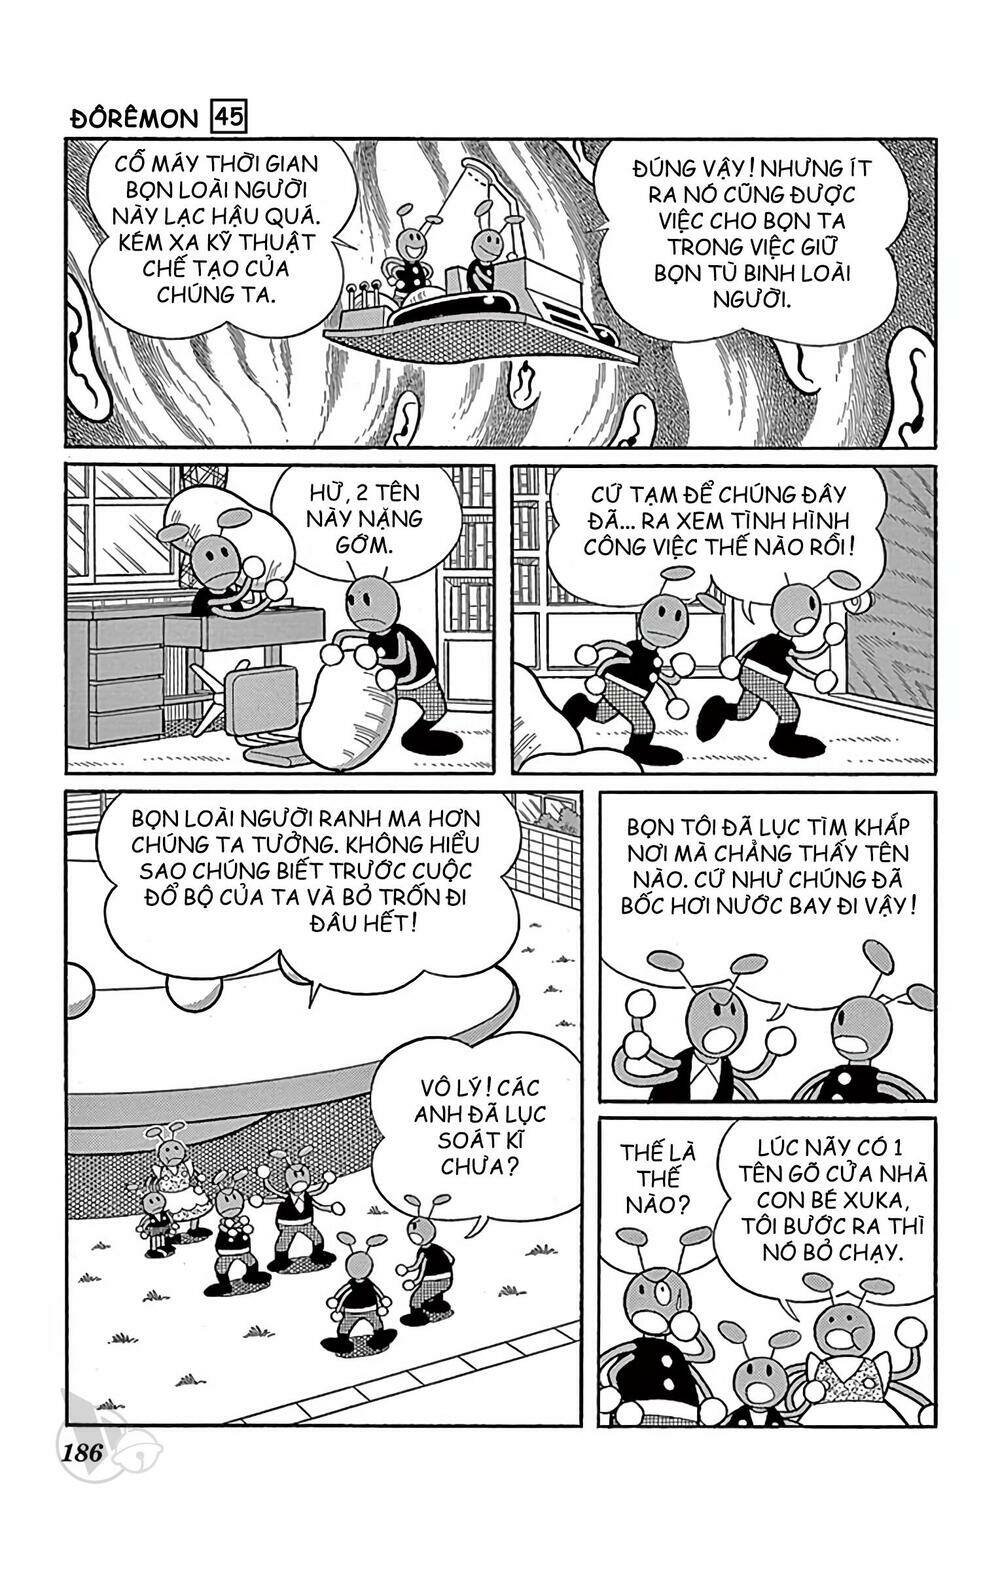 ĐÔRÊMON 45
CỖ MÁY THỜI GIAN
BỌN LOÀI NGƯỜI
NÀY LẠC HẬU QUÁ.
KÉM XA KỸ THUẬT
CHẾ TẠO CỦA
CHÚNG TA.
ĐÚNG VẬY! NHƯNG ÍT
RA NÓ CŨNG ĐƯỢC
VIỆC CHO BỌN TA
TRONG VIỆC GIỮ
BỌN TÙ BINH LOÀI
NGƯỜI.
HỪ, 2 TÊN
NÀY NẶNG
GỚM.
CỨ TẠM ĐỂ CHÚNG ĐÂY
ĐÃ... RA XEM TÌNH HÌNH
CÔNG VIỆC THẾ NÀO RỒI!
BỌN LOÀI NGƯỜI RANH MA HƠN
CHÚNG TA TƯỞNG. KHÔNG HIỂU
SAO CHÚNG BIẾT TRƯỚC CUỘC
ĐỔ BỘ CỦA TA VÀ BỎ TRỐN ĐI
ĐÂU HẾT!
VÔ LÝ! CÁC
ANH ĐÃ LỤC
SOÁT KĨ
CHƯA?
BỌN TÔI ĐÃ LỤC TÌM KHẮP
NƠI MÀ CHẲNG THẤY TÊN
NÀO. CỨ NHƯ CHÚNG ĐÃ
BỐC HƠI NƯỚC BAY ĐI VẬY!
THẾ LÀ
THẾ
NÀO?
LÚC NÃY CÓ 1
TÊN GÕ CỬA NHÀ
CON BÉ XUKA,
TÔI BƯỚC RA THÌ
NÓ BỎ CHẠY.
186